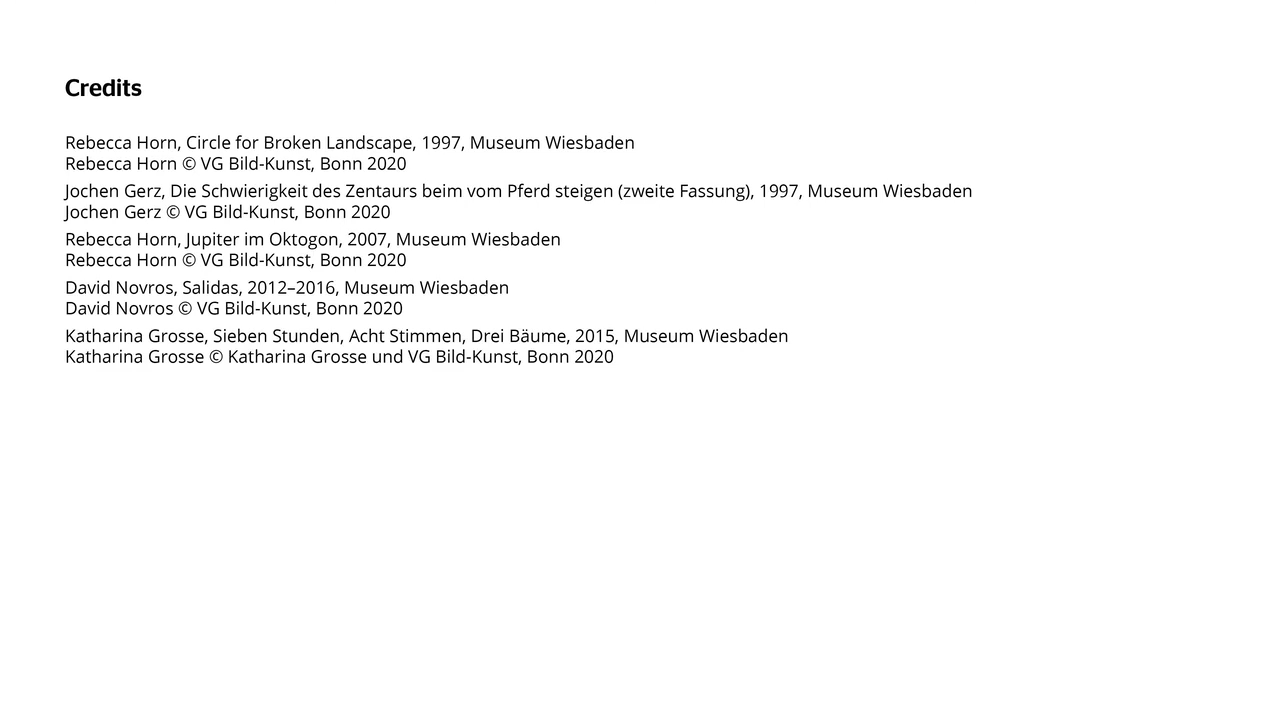 Credits
Rebecca Horn, Circle for Broken Landscape, 1997, Museum Wiesbaden
Rebecca Horn © VG Bild-Kunst, Bonn 2020
Jochen Gerz, Die Schwierigkeit des Zentaurs beim vom Pferd steigen (zweite Fassung), 1997, Museum Wiesbaden
Jochen Gerz © VG Bild-Kunst, Bonn 2020
Rebecca Horn, Jupiter im Oktogon, 2007, Museum Wiesbaden
Rebecca Horn © VG Bild-Kunst, Bonn 2020
David Novros, Salidas, 2012–2016, Museum Wiesbaden
David Novros © VG Bild-Kunst, Bonn 2020
Katharina Grosse, Sieben Stunden, Acht Stimmen, Drei Bäume, 2015, Museum Wiesbaden
Katharina Grosse © Katharina Grosse und VG Bild-Kunst, Bonn 2020